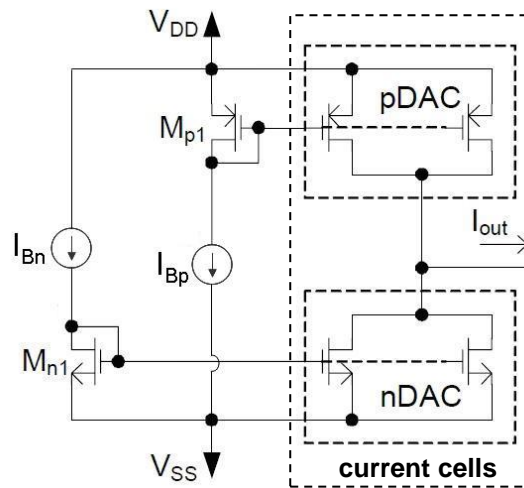 VDD
pDAC
Mp1
Iout
IBn
IBp
Mn1
nDAC
VSS
current cells